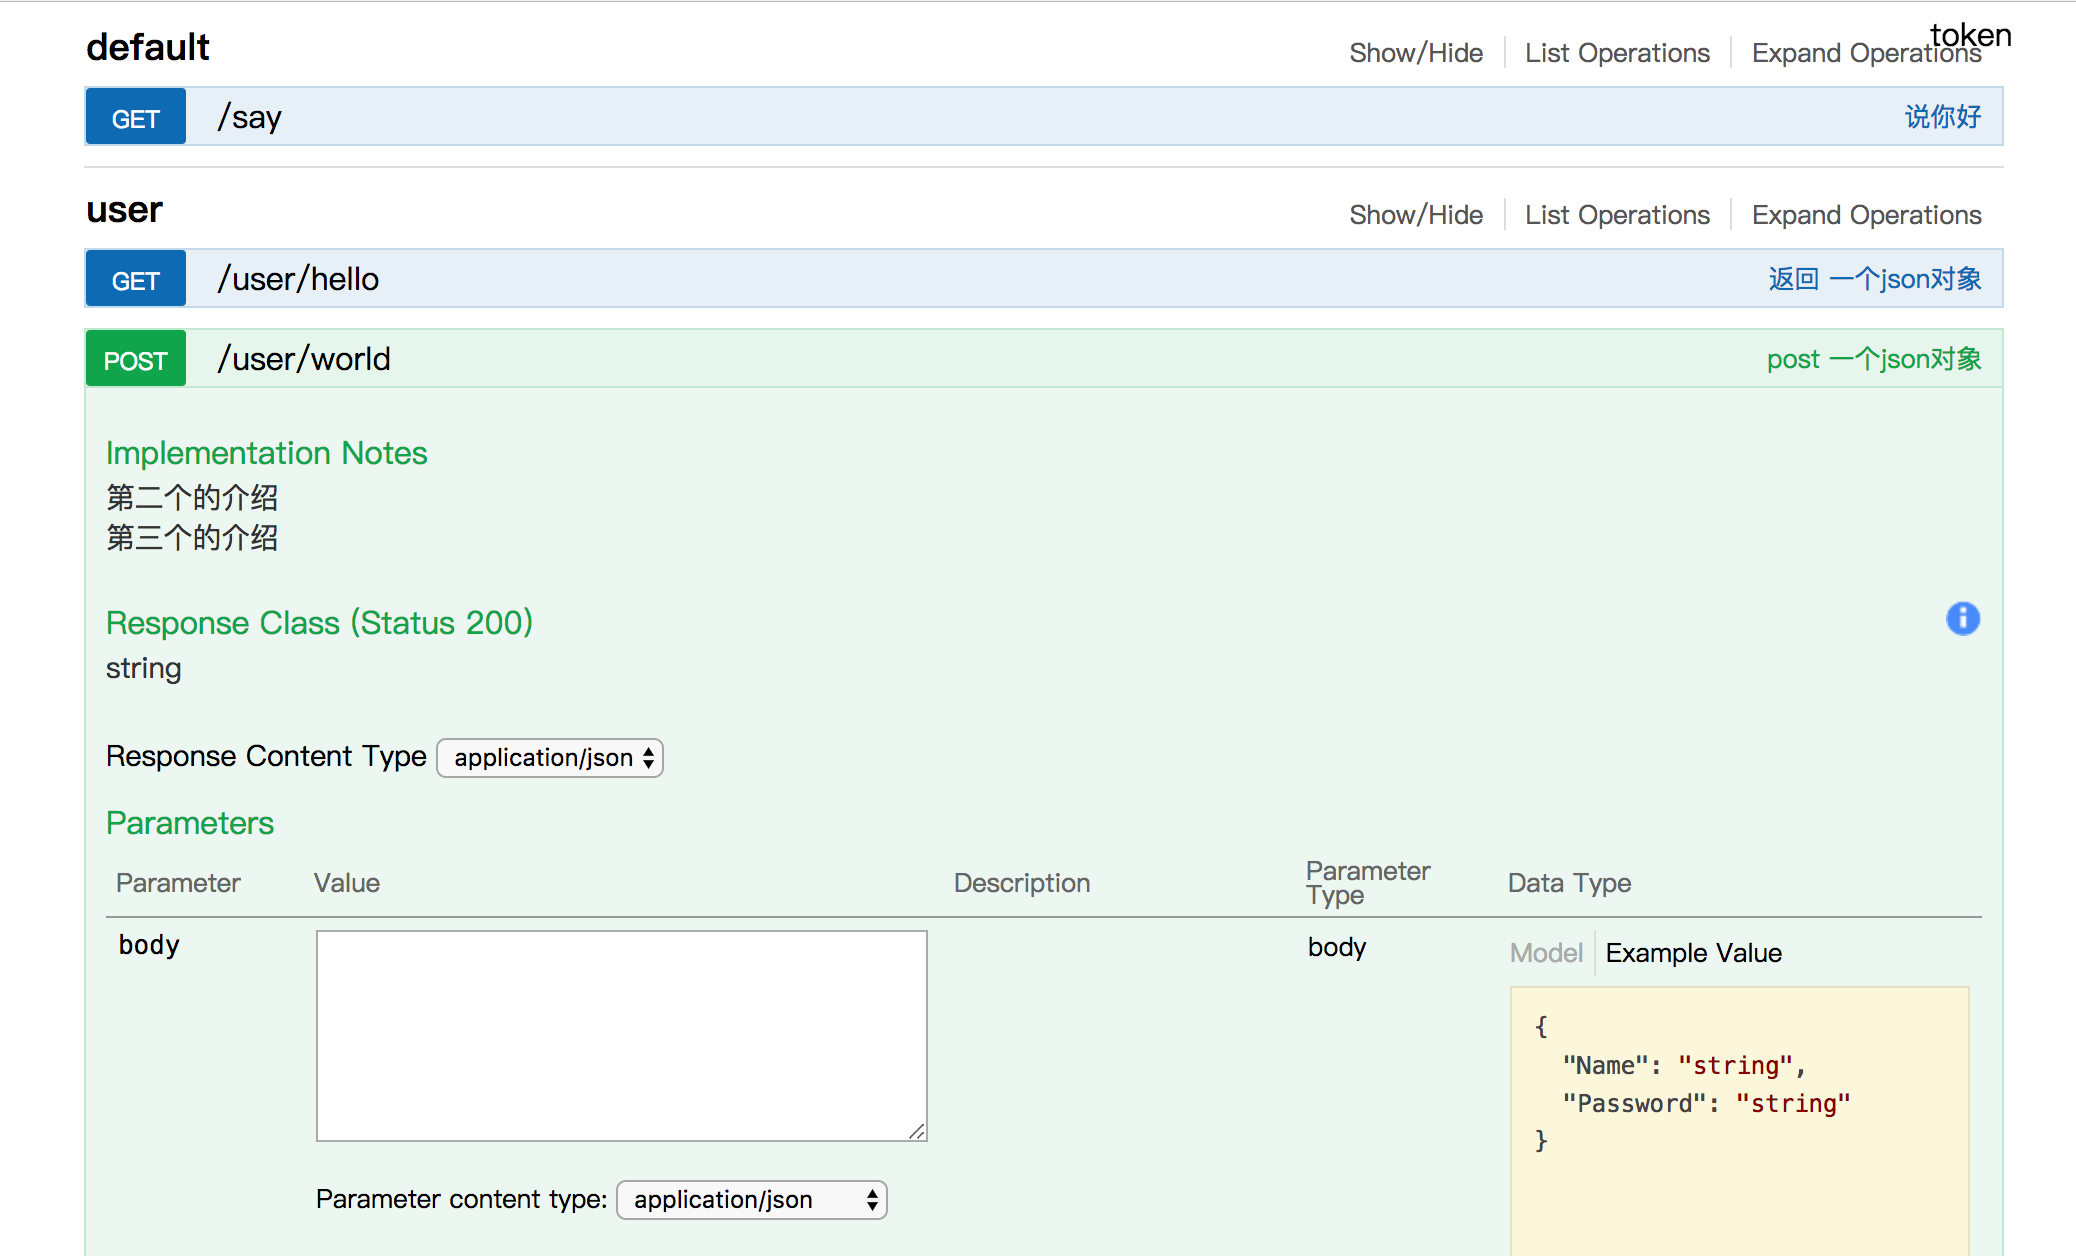 token
default Show/Hide List Operations Expand Operations
GET /say 说你好
user Show/Hide List Operations Expand Operations
GET /user/hello 返回 一个json对象
POST /user/world post 一个json对象
Implementation Notes
第二个的介绍
第三个的介绍
Response Class (Status 200)
string
Response Content Type application/json
Parameters
Parameter Value Description Parameter Type Data Type
body body Model Example Value
{
"Name": "string",
"Password": "string"
}
Parameter content type: application/json